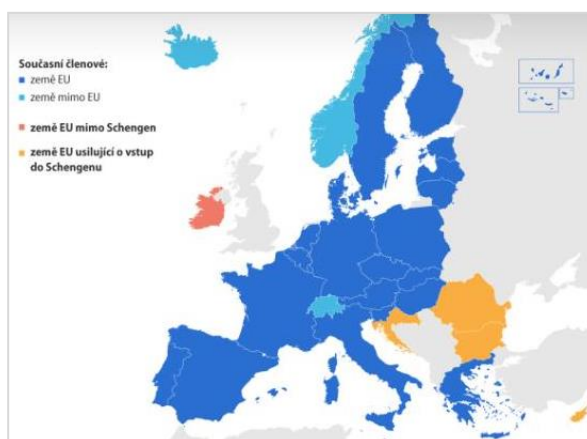 Současní členové:
země EU
země mimo EU
země EU mimo Schengen
země EU usilující o vstup
do Schengenu